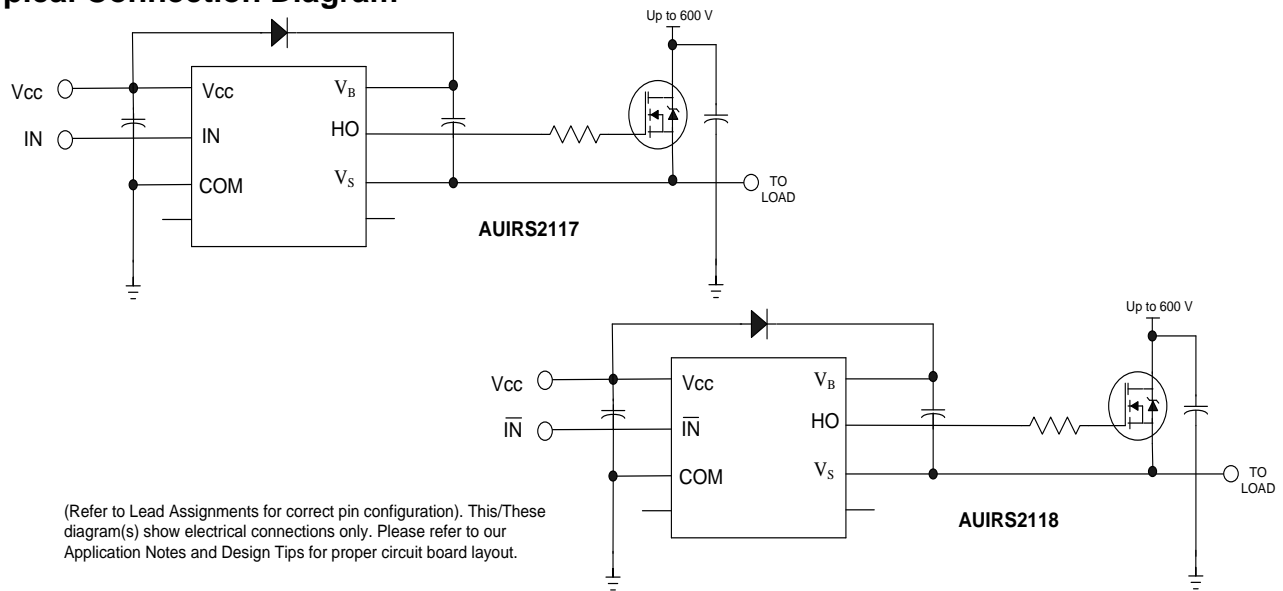 Typical Connection Diagram
Up to 600 V
Vcc
Vcc
V_B
IN
IN
HO
COM
V_S
TO
LOAD
AUIRS2117
Up to 600 V
Vcc
Vcc
V_B
I̅N̅
I̅N̅
HO
COM
V_S
TO
LOAD
AUIRS2118
(Refer to Lead Assignments for correct pin configuration). This/These
diagram(s) show electrical connections only. Please refer to our
Application Notes and Design Tips for proper circuit board layout.